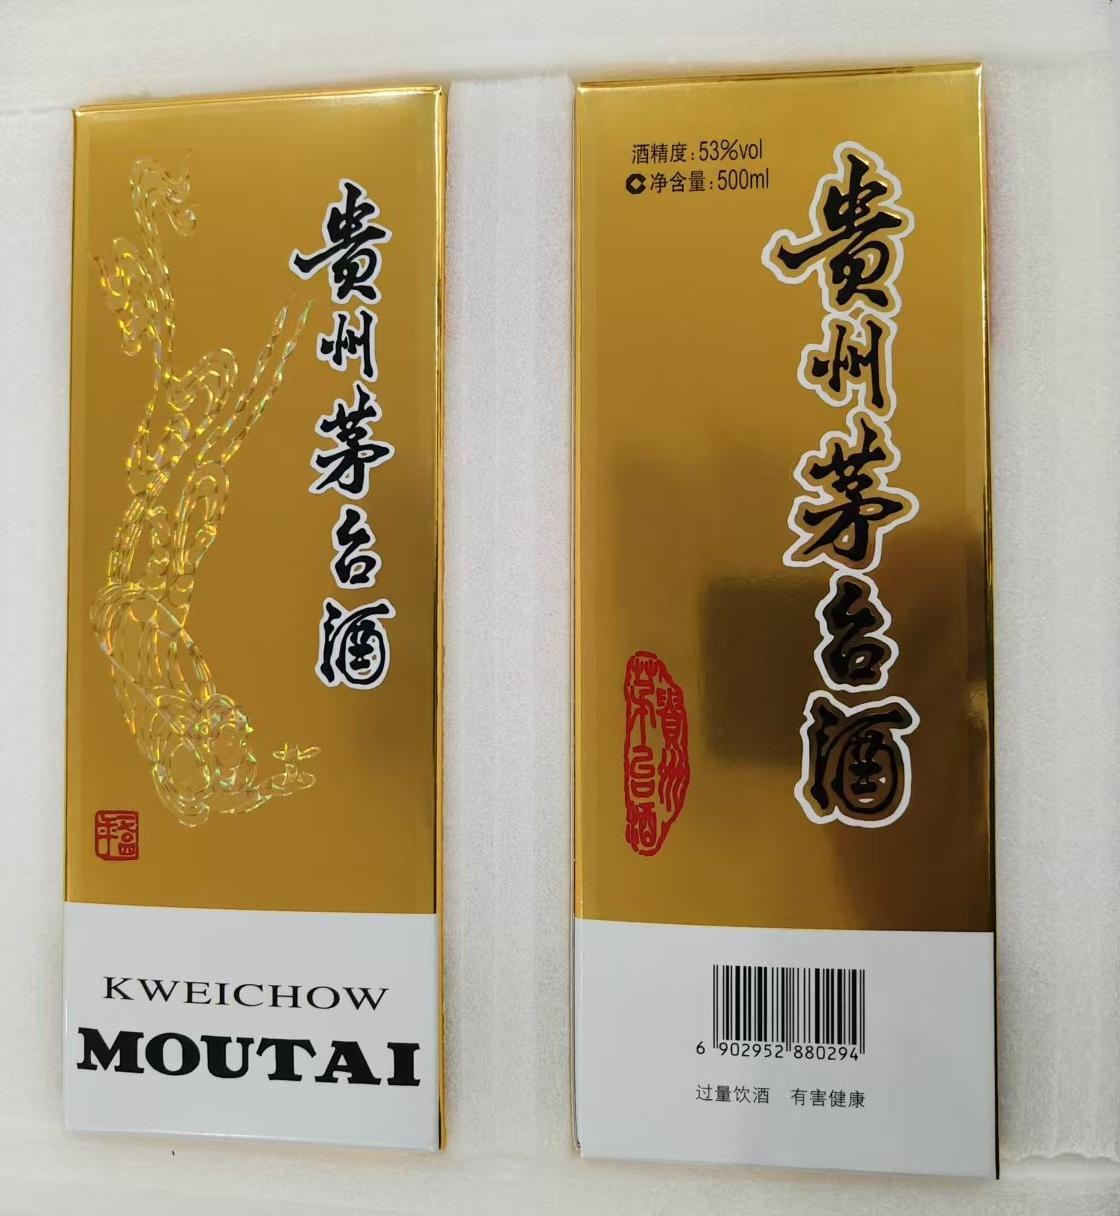 贵州茅台酒
KWEICHOW
MOUTAI
酒精度：53%vol
净含量：500ml
贵州茅台酒
貴州
茅台酒
6 902952 880294
过量饮酒 有害健康